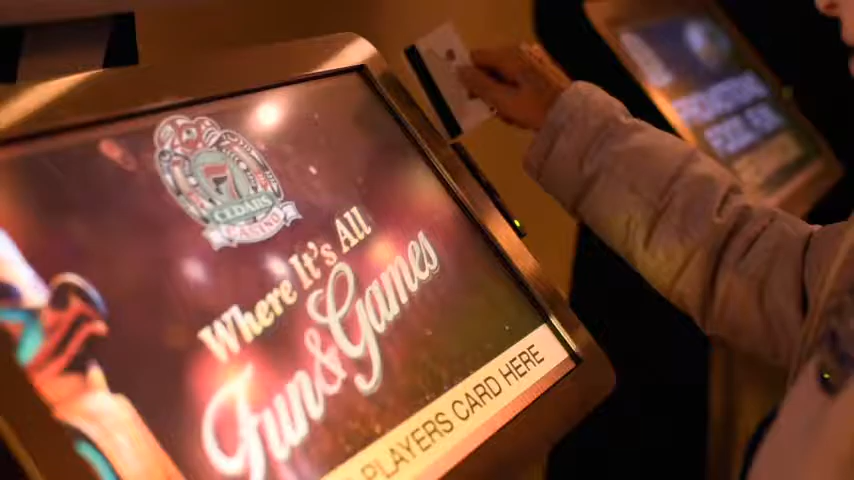 CEDARS
CASINO
Where It's All
Fun & Games
PLAYERS CARD HERE